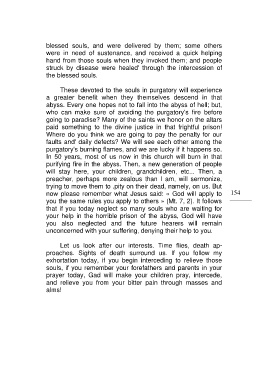 blessed souls, and were delivered by them; some others
were in need of sustenance, and received a quick helping
hand from those souls when they invoked them; and people
struck by disease were healed' through the intercession of
the blessed souls.
These devoted to the souls in purgatory will experience
a greater benefit when they themselves descend in that
abyss. Every one hopes not to fall into the abyss of hell; but,
who can make sure of avoiding the purgatory's fire before
going to paradise? Many of the saints we honor on the altars
paid something to the divine justice in that frightful prison!
Where do you think we are going to pay the penalty for our
faults and' daily defects? We will see each other among the
purgatory's burning flames, and we are lucky if it happens so.
In 50 years, most of us now in this church will burn in that
purifying fire in the abyss. Then, a new generation of people
will stay here, your children, grandchildren, etc... Then, a
preacher, perhaps more zealous than I am, will sermonize,
trying to move them to ,pity on their dead, namely, on us. But
now please remember what Jesus said: « God will apply to
you the same rules you apply to others » (Mt. 7, 2). It follows
that if you today neglect so many souls who are waiting for
your help in the horrible prison of the abyss, God will have
you also neglected and the future hearers will remain
unconcerned with your suffering, denying their help to you.
154
Let us look after our interests. Time flies, death ap-
proaches. Sights of death surround us. If you follow my
exhortation today, if you begin interceding to relieve those
souls, if you remember your forefathers and parents in your
prayer today, Gad will make your children pray, intercede,
and relieve you from your bitter pain through masses and
alms!